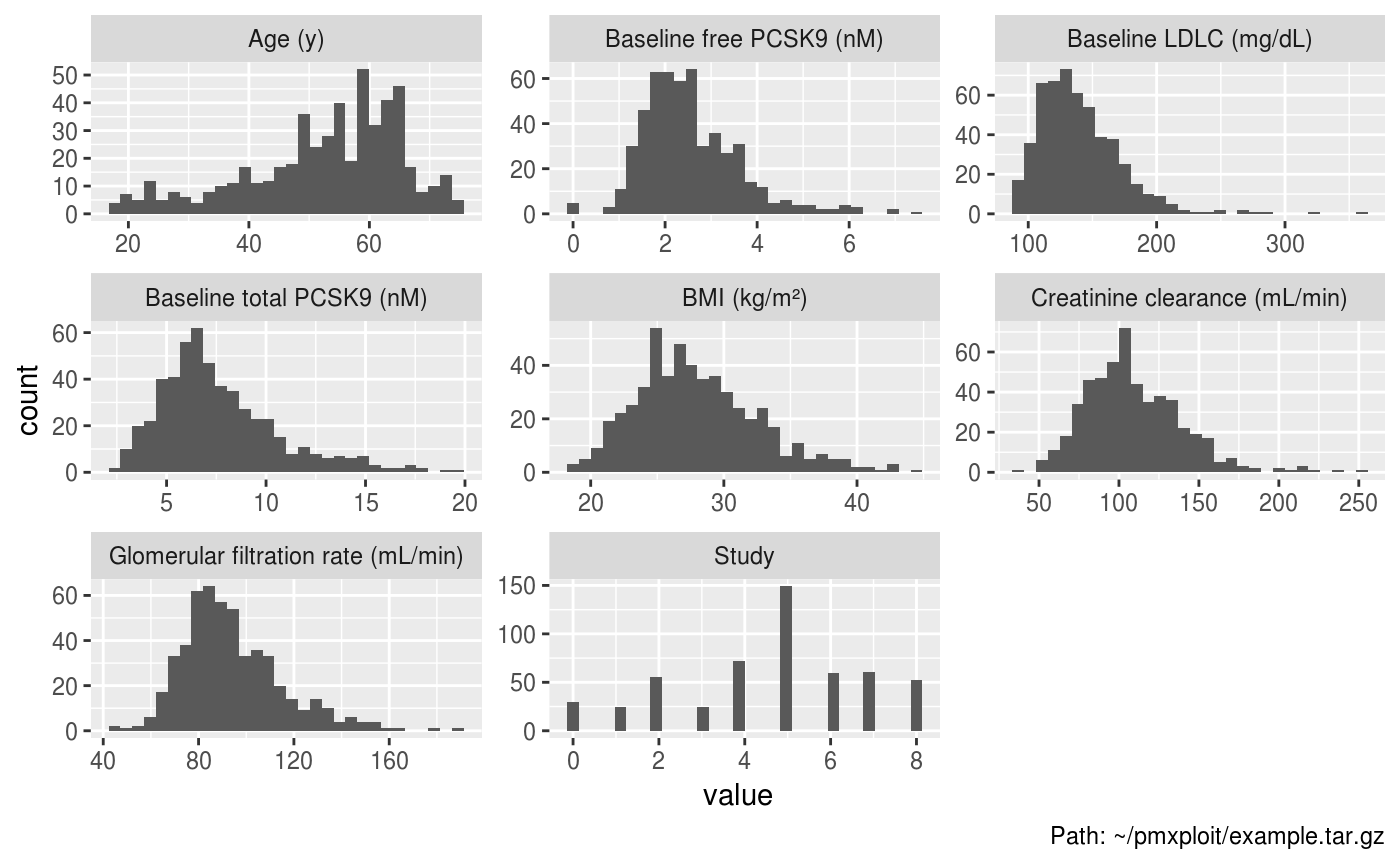 Age (y)
Baseline free PCSK9 (nM)
Baseline LDLC (mg/dL)
50
40
30
20
10
0
20 40 60
60
40
20
0
0 2 4 6
60
40
20
0
100 200 300
Baseline total PCSK9 (nM)
BMI (kg/m²)
Creatinine clearance (mL/min)
count
60
40
20
0
5 10 15 20
40
20
0
20 30 40
60
40
20
0
50 100 150 200 250
Glomerular filtration rate (mL/min)
Study
60
40
20
0
40 80 120 160
150
100
50
0
0 2 4 6 8
value
Path: ~/pmxploit/example.tar.gz